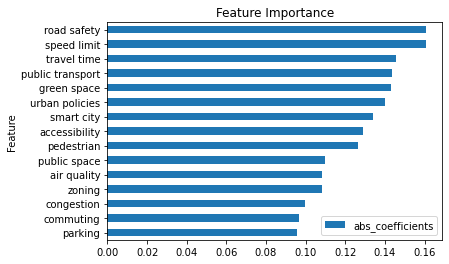 Feature Importance
road safety
speed limit
travel time
public transport
green space
urban policies
smart city
accessibility
pedestrian
public space
air quality
zoning
congestion
commuting
parking
Feature
abs_coefficients
0.00 0.02 0.04 0.06 0.08 0.10 0.12 0.14 0.16